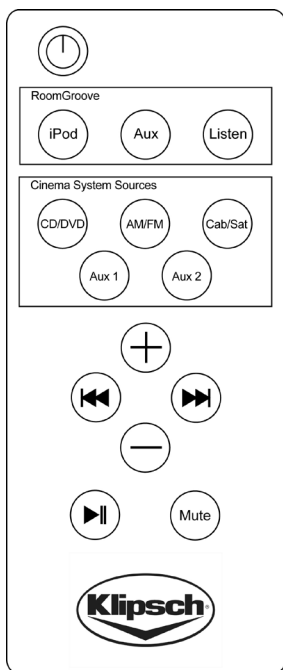 RoomGroove
iPod Aux Listen
Cinema System Sources
CD/DVD AM/FM Cab/Sat
Aux 1 Aux 2
Mute
Klipsch®